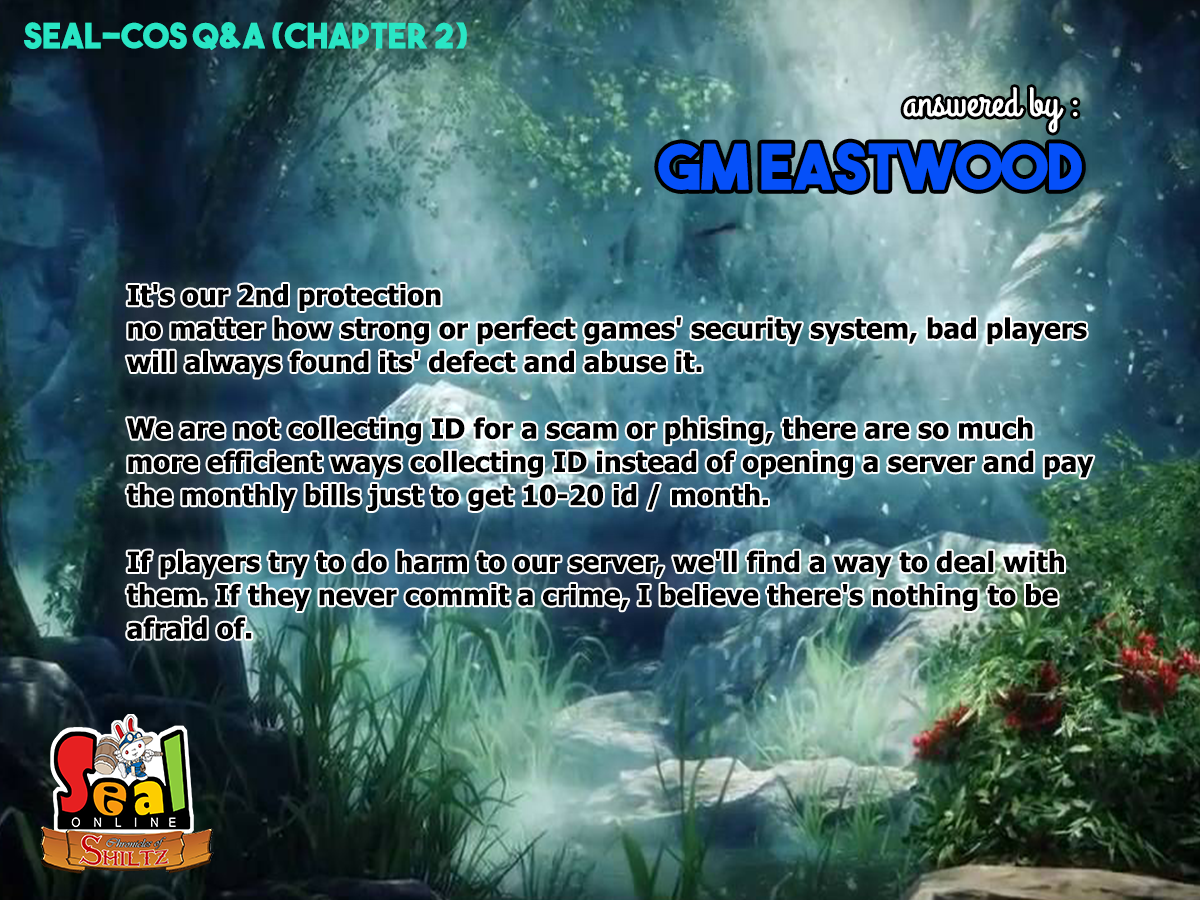 SEAL-COS Q&A (CHAPTER 2)
answered by :
GM EASTWOOD
It's our 2nd protection
no matter how strong or perfect games' security system, bad players
will always found its' defect and abuse it.
We are not collecting ID for a scam or phising, there are so much
more efficient ways collecting ID instead of opening a server and pay
the monthly bills just to get 10-20 id / month.
If players try to do harm to our server, we'll find a way to deal with
them. If they never commit a crime, I believe there's nothing to be
afraid of.
Seal
ONLINE
Chronicles of
SHILTZ